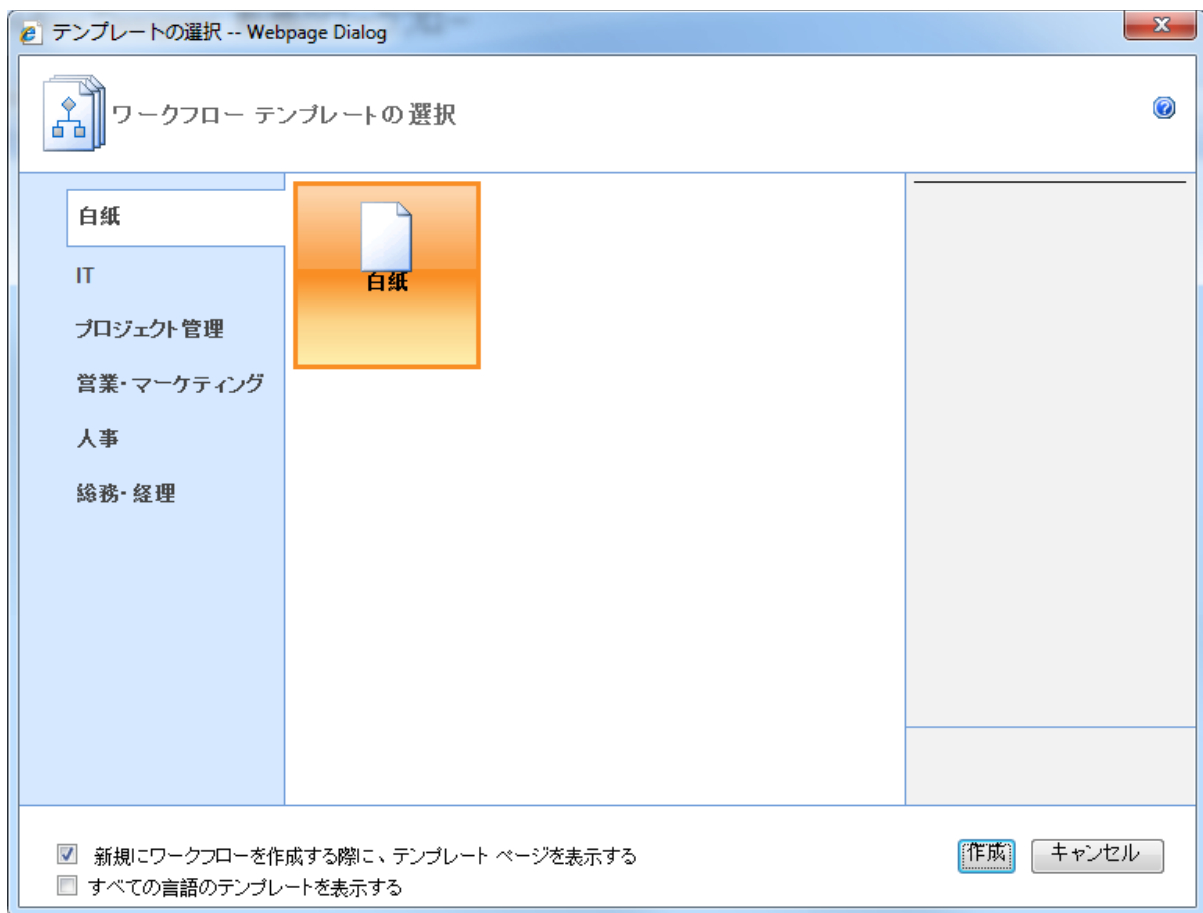 テンプレートの選択 -- Webpage Dialog
ワークフロー テンプレートの選択
白紙
IT
プロジェクト管理
営業・マーケティング
人事
総務・経理
白紙
新規にワークフローを作成する際に、テンプレート ページを表示する
すべての言語のテンプレートを表示する
作成
キャンセル